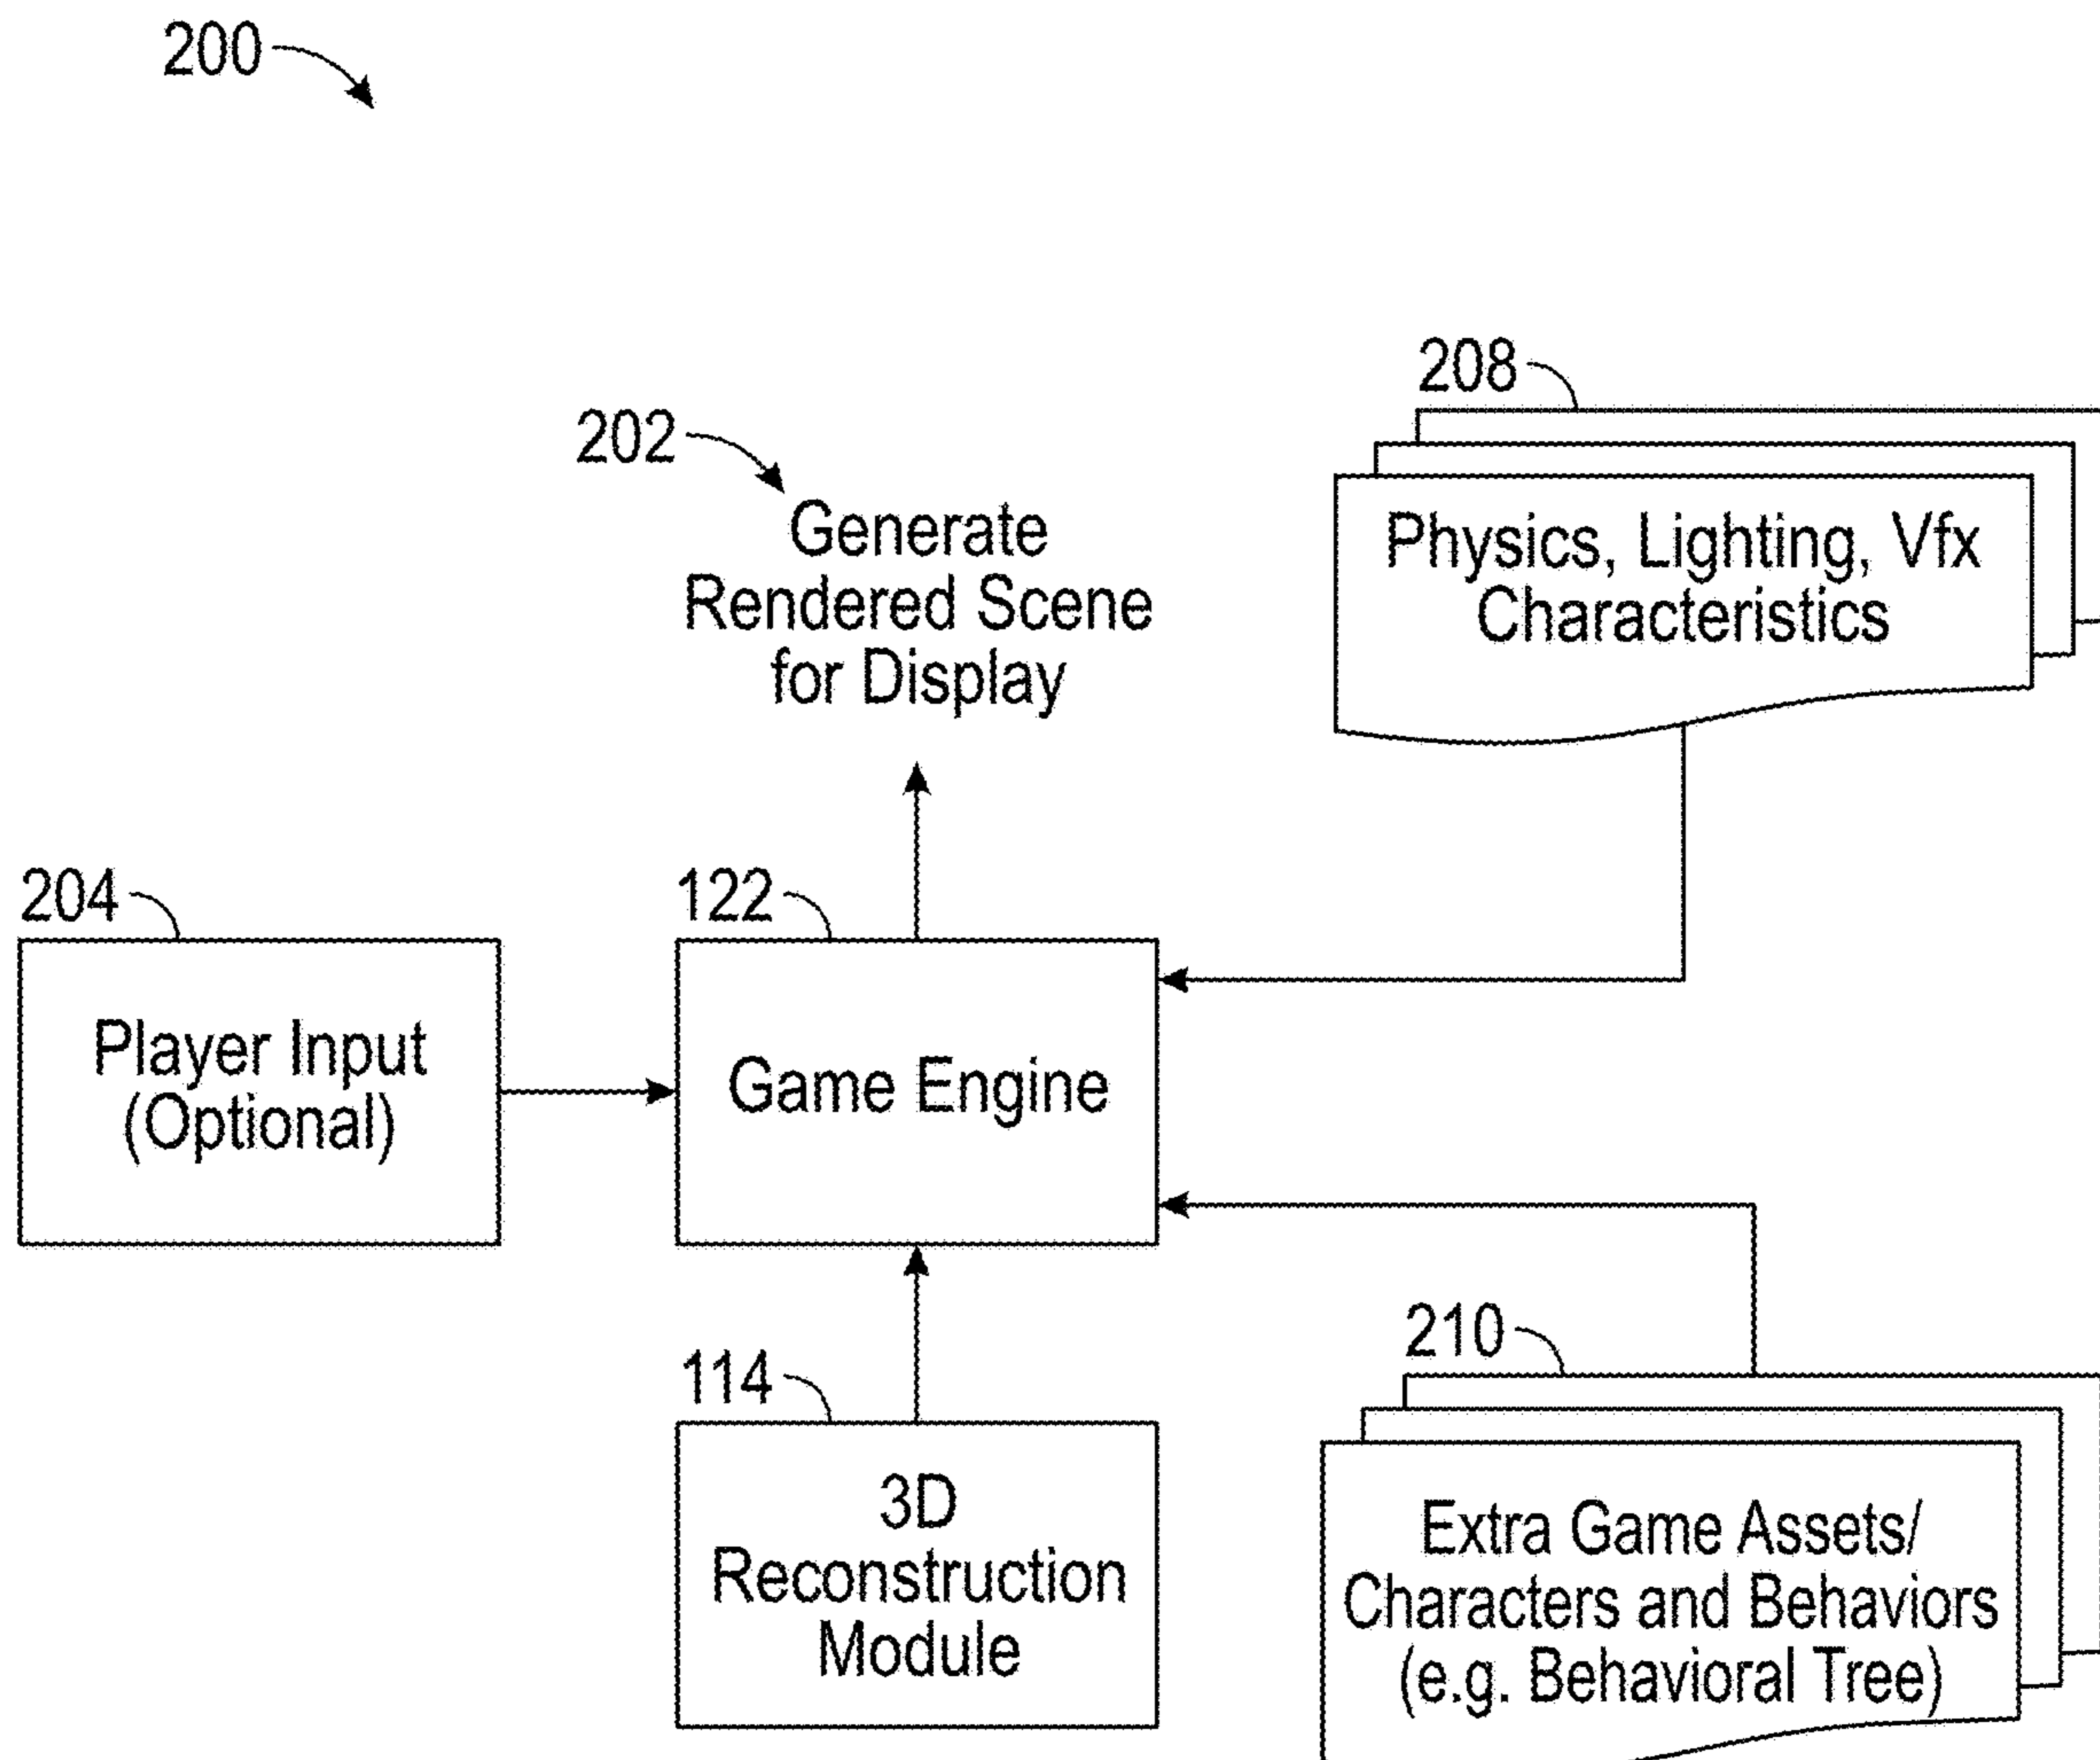 200
208
202
Generate
Rendered Scene
for Display
Physics, Lighting, Vfx
Characteristics
204
122
Player Input
(Optional)
Game Engine
114
210
3D
Reconstruction
Module
Extra Game Assets/
Characters and Behaviors
(e.g. Behavioral Tree)